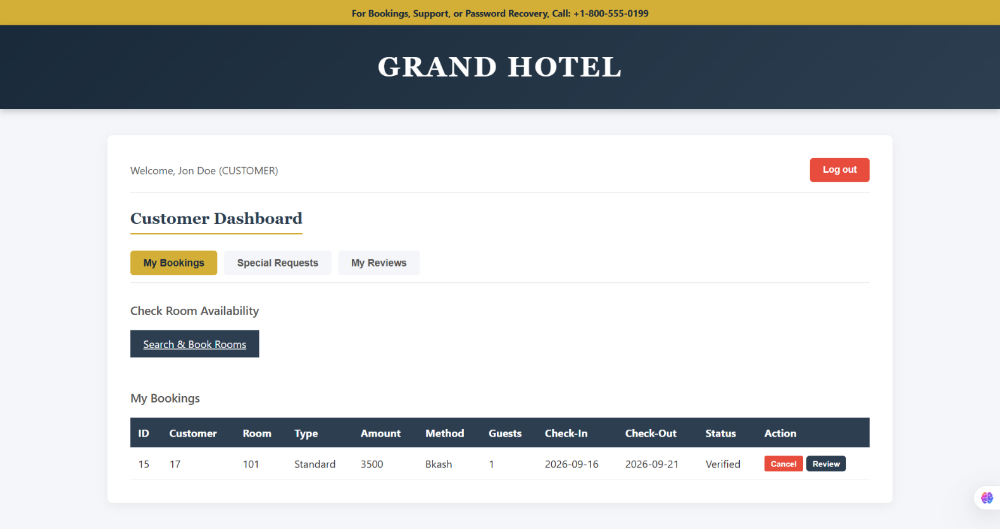 For Bookings, Support, or Password Recovery, Call: +1-800-555-0199
GRAND HOTEL
Welcome, Jon Doe (CUSTOMER)
Log out
Customer Dashboard
My Bookings
Special Requests
My Reviews
Check Room Availability
Search & Book Rooms
My Bookings
ID Customer Room Type Amount Method Guests Check-In Check-Out Status Action
15 17 101 Standard 3500 Bkash 1 2026-09-16 2026-09-21 Verified Cancel Review